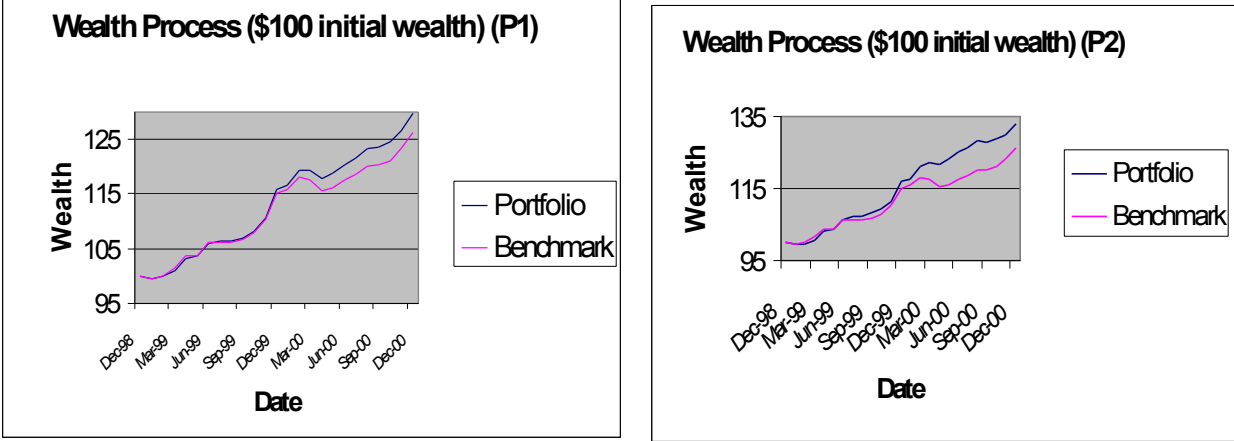 Wealth Process ($100 initial wealth) (P1)
125
115
105
95
Wealth
Dec-98
Mar-99
Jun-99
Sep-99
Dec-99
Mar-00
Jun-00
Sep-00
Dec-00
Date
Portfolio
Benchmark
Wealth Process ($100 initial wealth) (P2)
135
115
95
Wealth
Dec-98
Mar-99
Jun-99
Sep-99
Dec-99
Mar-00
Jun-00
Sep-00
Dec-00
Date
Portfolio
Benchmark